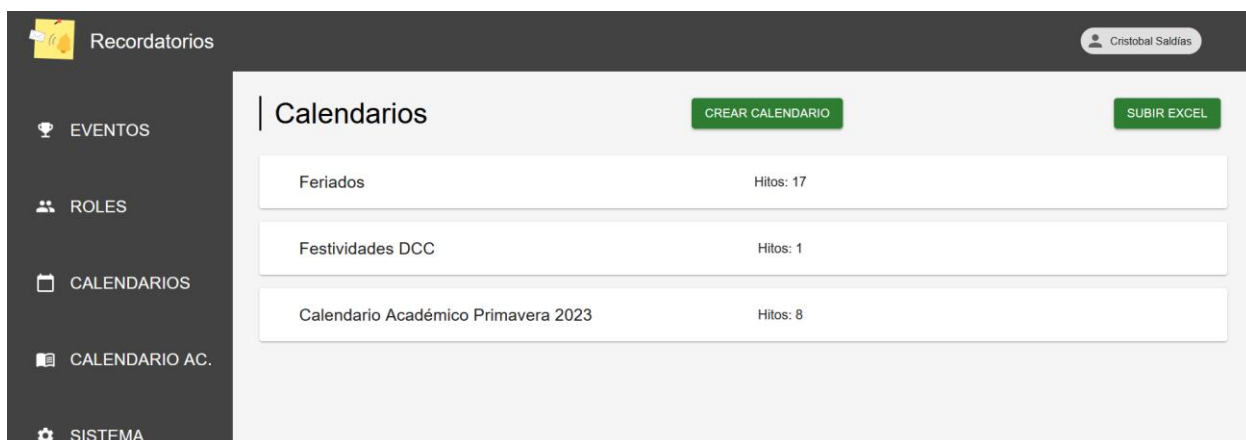 Recordatorios
Cristobal Saldías
EVENTOS
ROLES
CALENDARIOS
CALENDARIO AC.
SISTEMA
Calendarios
CREAR CALENDARIO
SUBIR EXCEL
Feriados
Hitos: 17
Festividades DCC
Hitos: 1
Calendario Académico Primavera 2023
Hitos: 8